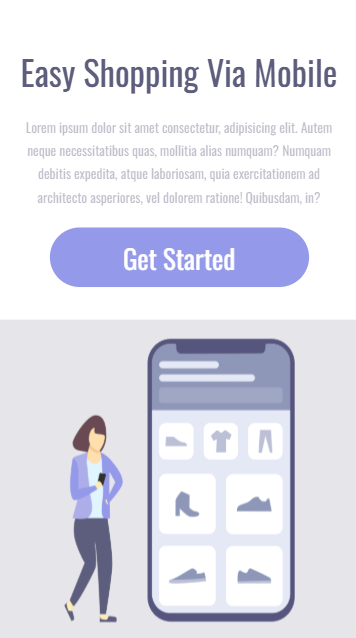 Easy Shopping Via Mobile
Lorem ipsum dolor sit amet consectetur, adipisicing elit. Autem
neque necessitatibus quas, mollitia alias numquam? Numquam
debitis expedita, atque laboriosam, quia exercitationem ad
architecto asperiores, vel dolorem ratione! Quibusdam, in?
Get Started